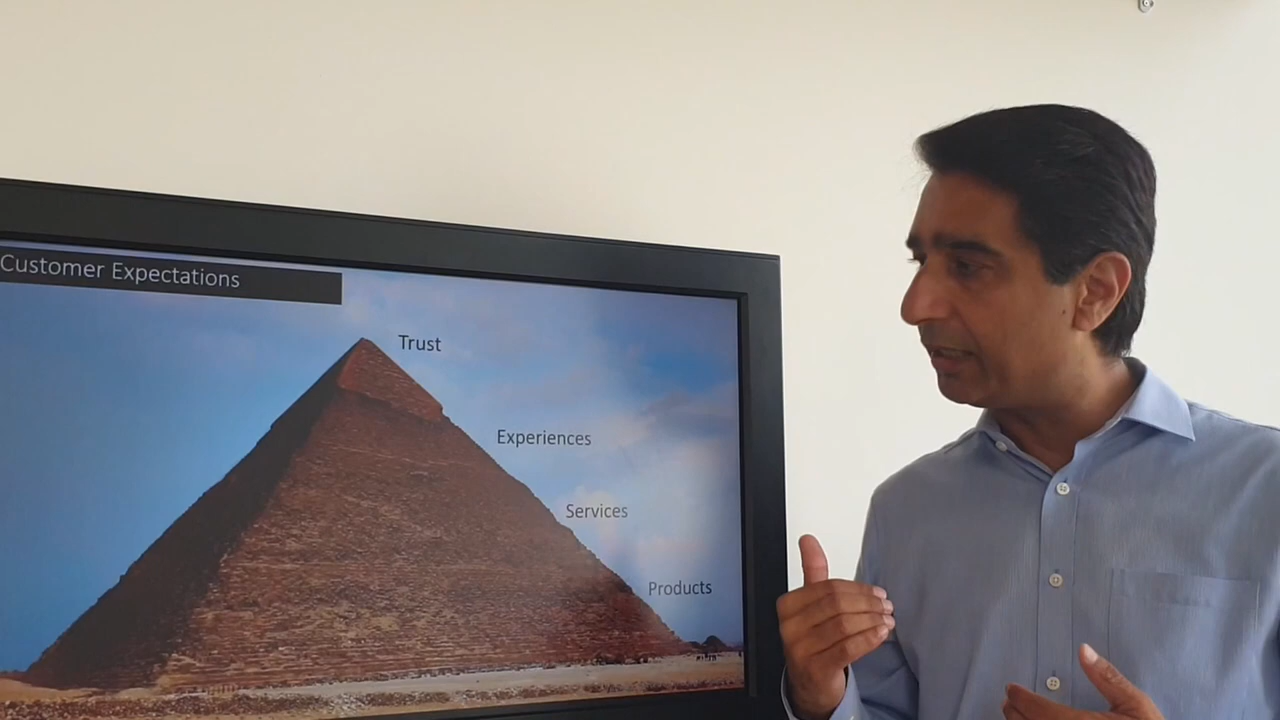 Customer Expectations
Trust
Experiences
Services
Products